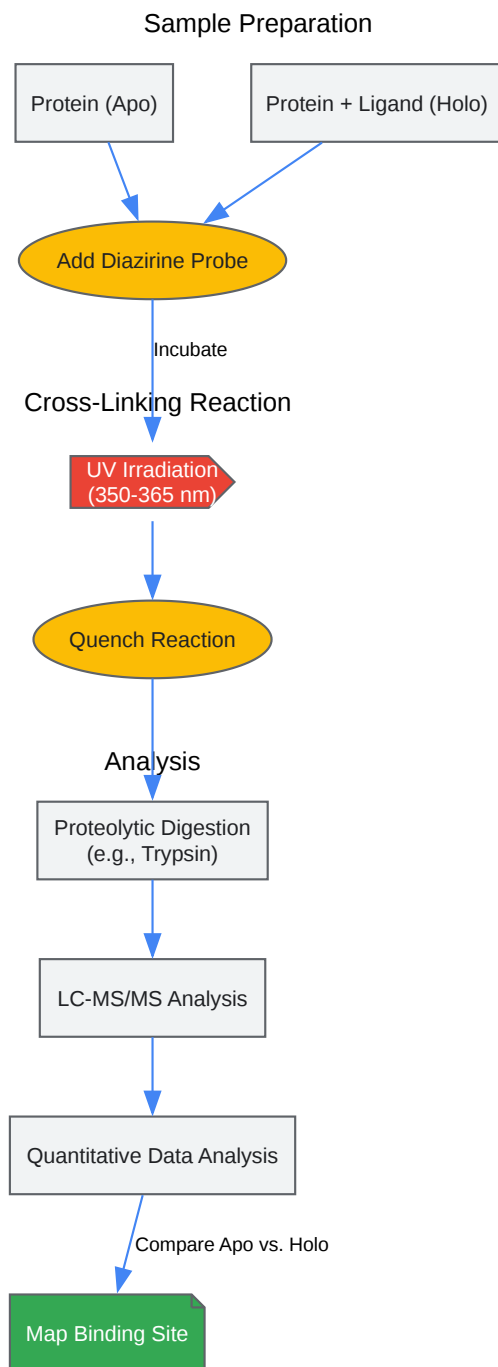 Sample Preparation
Protein (Apo)
Protein + Ligand (Holo)
Add Diazirine Probe
Incubate
Cross-Linking Reaction
UV Irradiation
(350-365 nm)
Quench Reaction
Analysis
Proteolytic Digestion
(e.g., Trypsin)
LC-MS/MS Analysis
Quantitative Data Analysis
Compare Apo vs. Holo
Map Binding Site